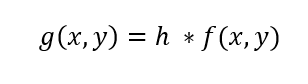 g(x, y) = h * f(x, y)